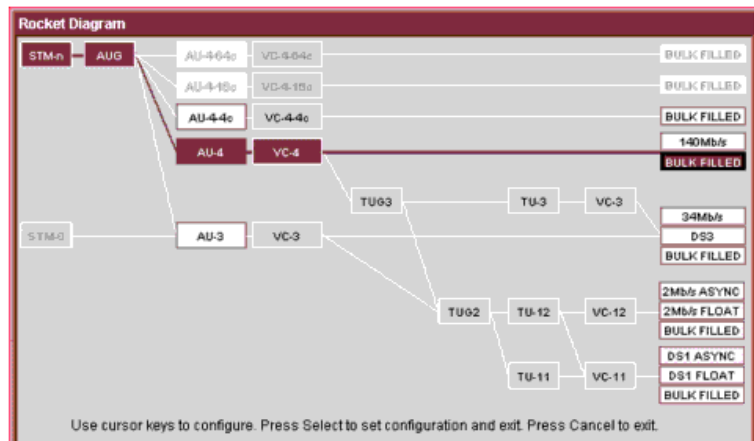 Rocket Diagram
STM-n AUG AU-4-64c VC-4-64c BULK FILLED
AU-4-16c VC-4-16c BULK FILLED
AU-4-4c VC-4-4c BULK FILLED
140Mb/s
AU-4 VC-4 BULK FILLED
TUG3 TU-3 VC-3
34Mb/s
STM-0 AU-3 VC-3 DS3
BULK FILLED
2Mb/s ASYNC
TUG2 TU-12 VC-12 2Mb/s FLOAT
BULK FILLED
DS1 ASYNC
TU-11 VC-11 DS1 FLOAT
BULK FILLED
Use cursor keys to configure. Press Select to set configuration and exit. Press Cancel to exit.